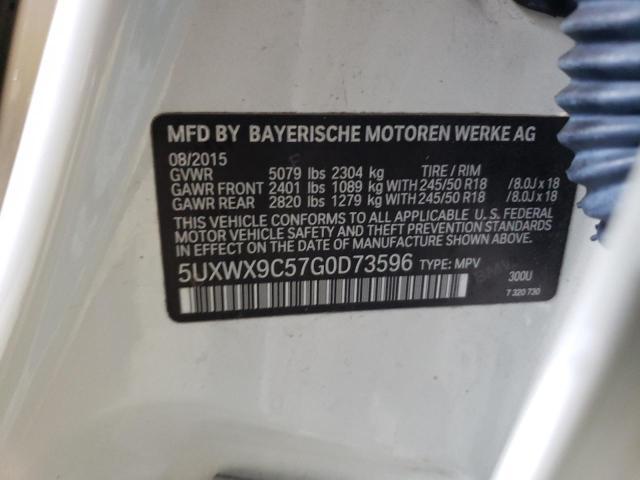 MFD BY BAYERISCHE MOTOREN WERKE AG
08/2015
GVWR 5079 lbs 2304 kg TIRE / RIM
GAWR FRONT 2401 lbs 1089 kg WITH 245/50 R18 /8.0J x 18
GAWR REAR 2820 lbs 1279 kg WITH 245/50 R18 /8.0J x 18
THIS VEHICLE CONFORMS TO ALL APPLICABLE U. S. FEDERAL
MOTOR VEHICLE SAFETY AND THEFT PREVENTION STANDARDS
IN EFFECT ON THE DATE OF MANUFACTURE SHOWN ABOVE.
5UXWX9C57G0D73596 TYPE: MPV
300U
7 320 730